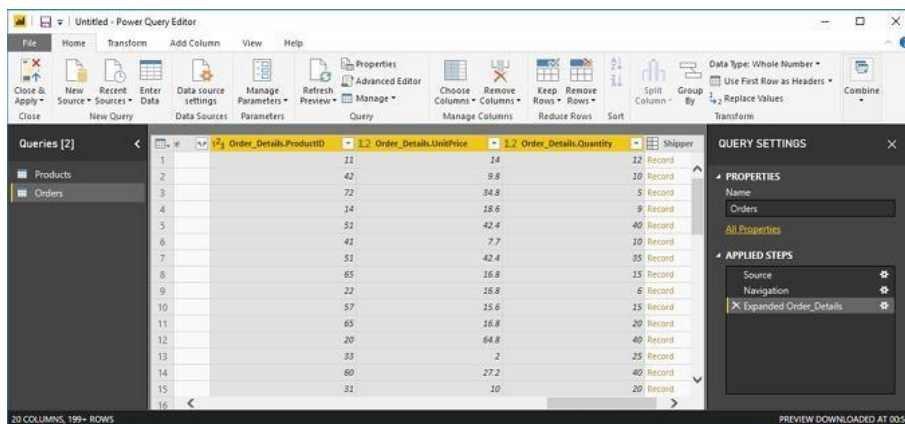 Untitled - Power Query Editor
File Home Transform Add Column View Help
Close & Apply
New Source
Recent Sources
Enter Data
Data source settings
Manage Parameters
Refresh Preview
Properties
Advanced Editor
Manage
Choose Columns
Remove Columns
Keep Rows
Remove Rows
Split Column
Group By
Data Type: Whole Number
Use First Row as Headers
Replace Values
Combine
Close New Query Data Sources Parameters Query Manage Columns Reduce Rows Sort Transform
Queries [2]
Products
Orders
Order_Details.ProductID 1.2 Order_Details.UnitPrice 1.2 Order_Details.Quantity Shipper
1 11 14 12 Record
2 42 9.8 10 Record
3 72 34.8 5 Record
4 14 18.6 9 Record
5 51 42.4 40 Record
6 41 7.7 10 Record
7 51 42.4 35 Record
8 65 16.8 15 Record
9 22 16.8 6 Record
10 57 15.6 15 Record
11 65 16.8 20 Record
12 20 64.8 40 Record
13 33 2 25 Record
14 60 27.2 40 Record
15 31 10 20 Record
16
QUERY SETTINGS
PROPERTIES
Name
Orders
All Properties
APPLIED STEPS
Source
Navigation
Expanded Order_Details
20 COLUMNS, 199+ ROWS
PREVIEW DOWNLOADED AT